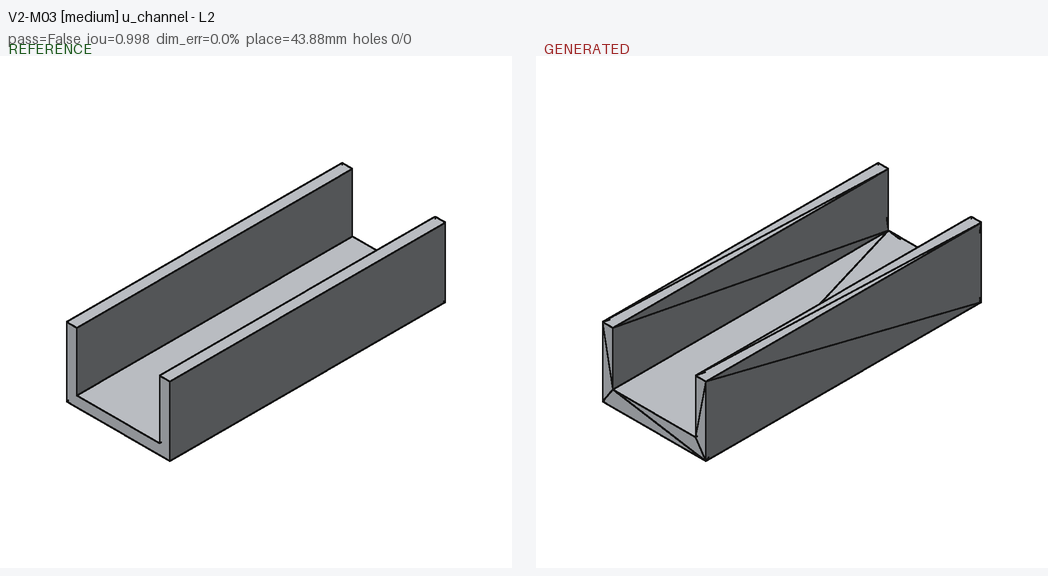 V2-M03 [medium] u_channel - L2
pass=False iou=0.998 dim_err=0.0% place=43.88mm holes 0/0
REFERENCE
GENERATED